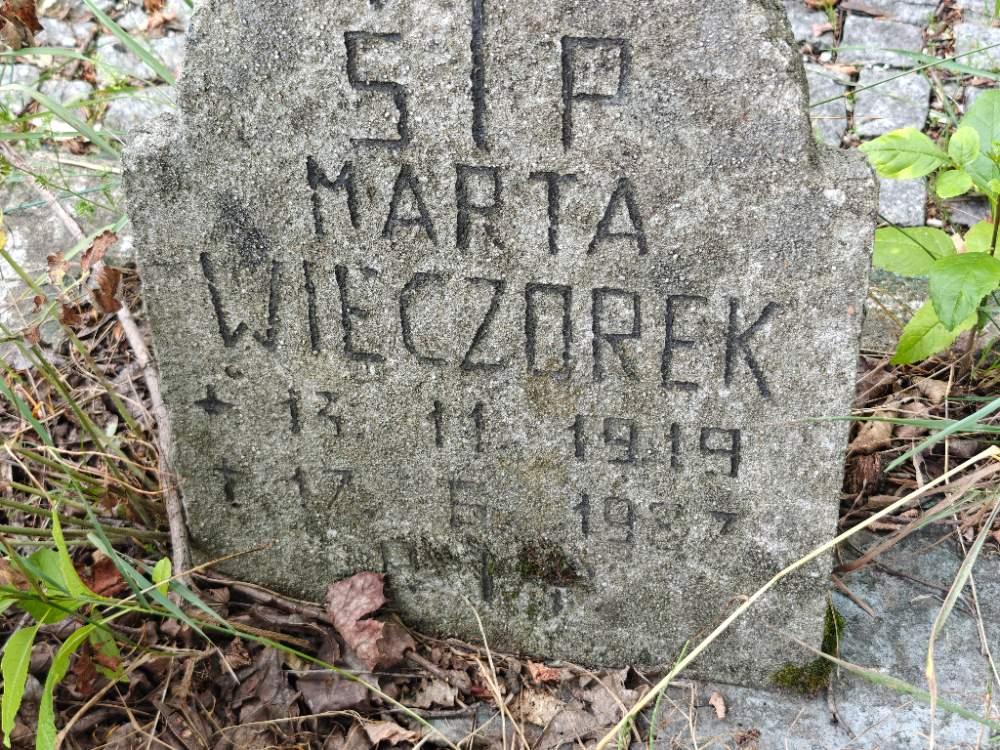 Ś † P
MARTA
WIECZOREK
* 13. 11 1919
† 17 6 1937